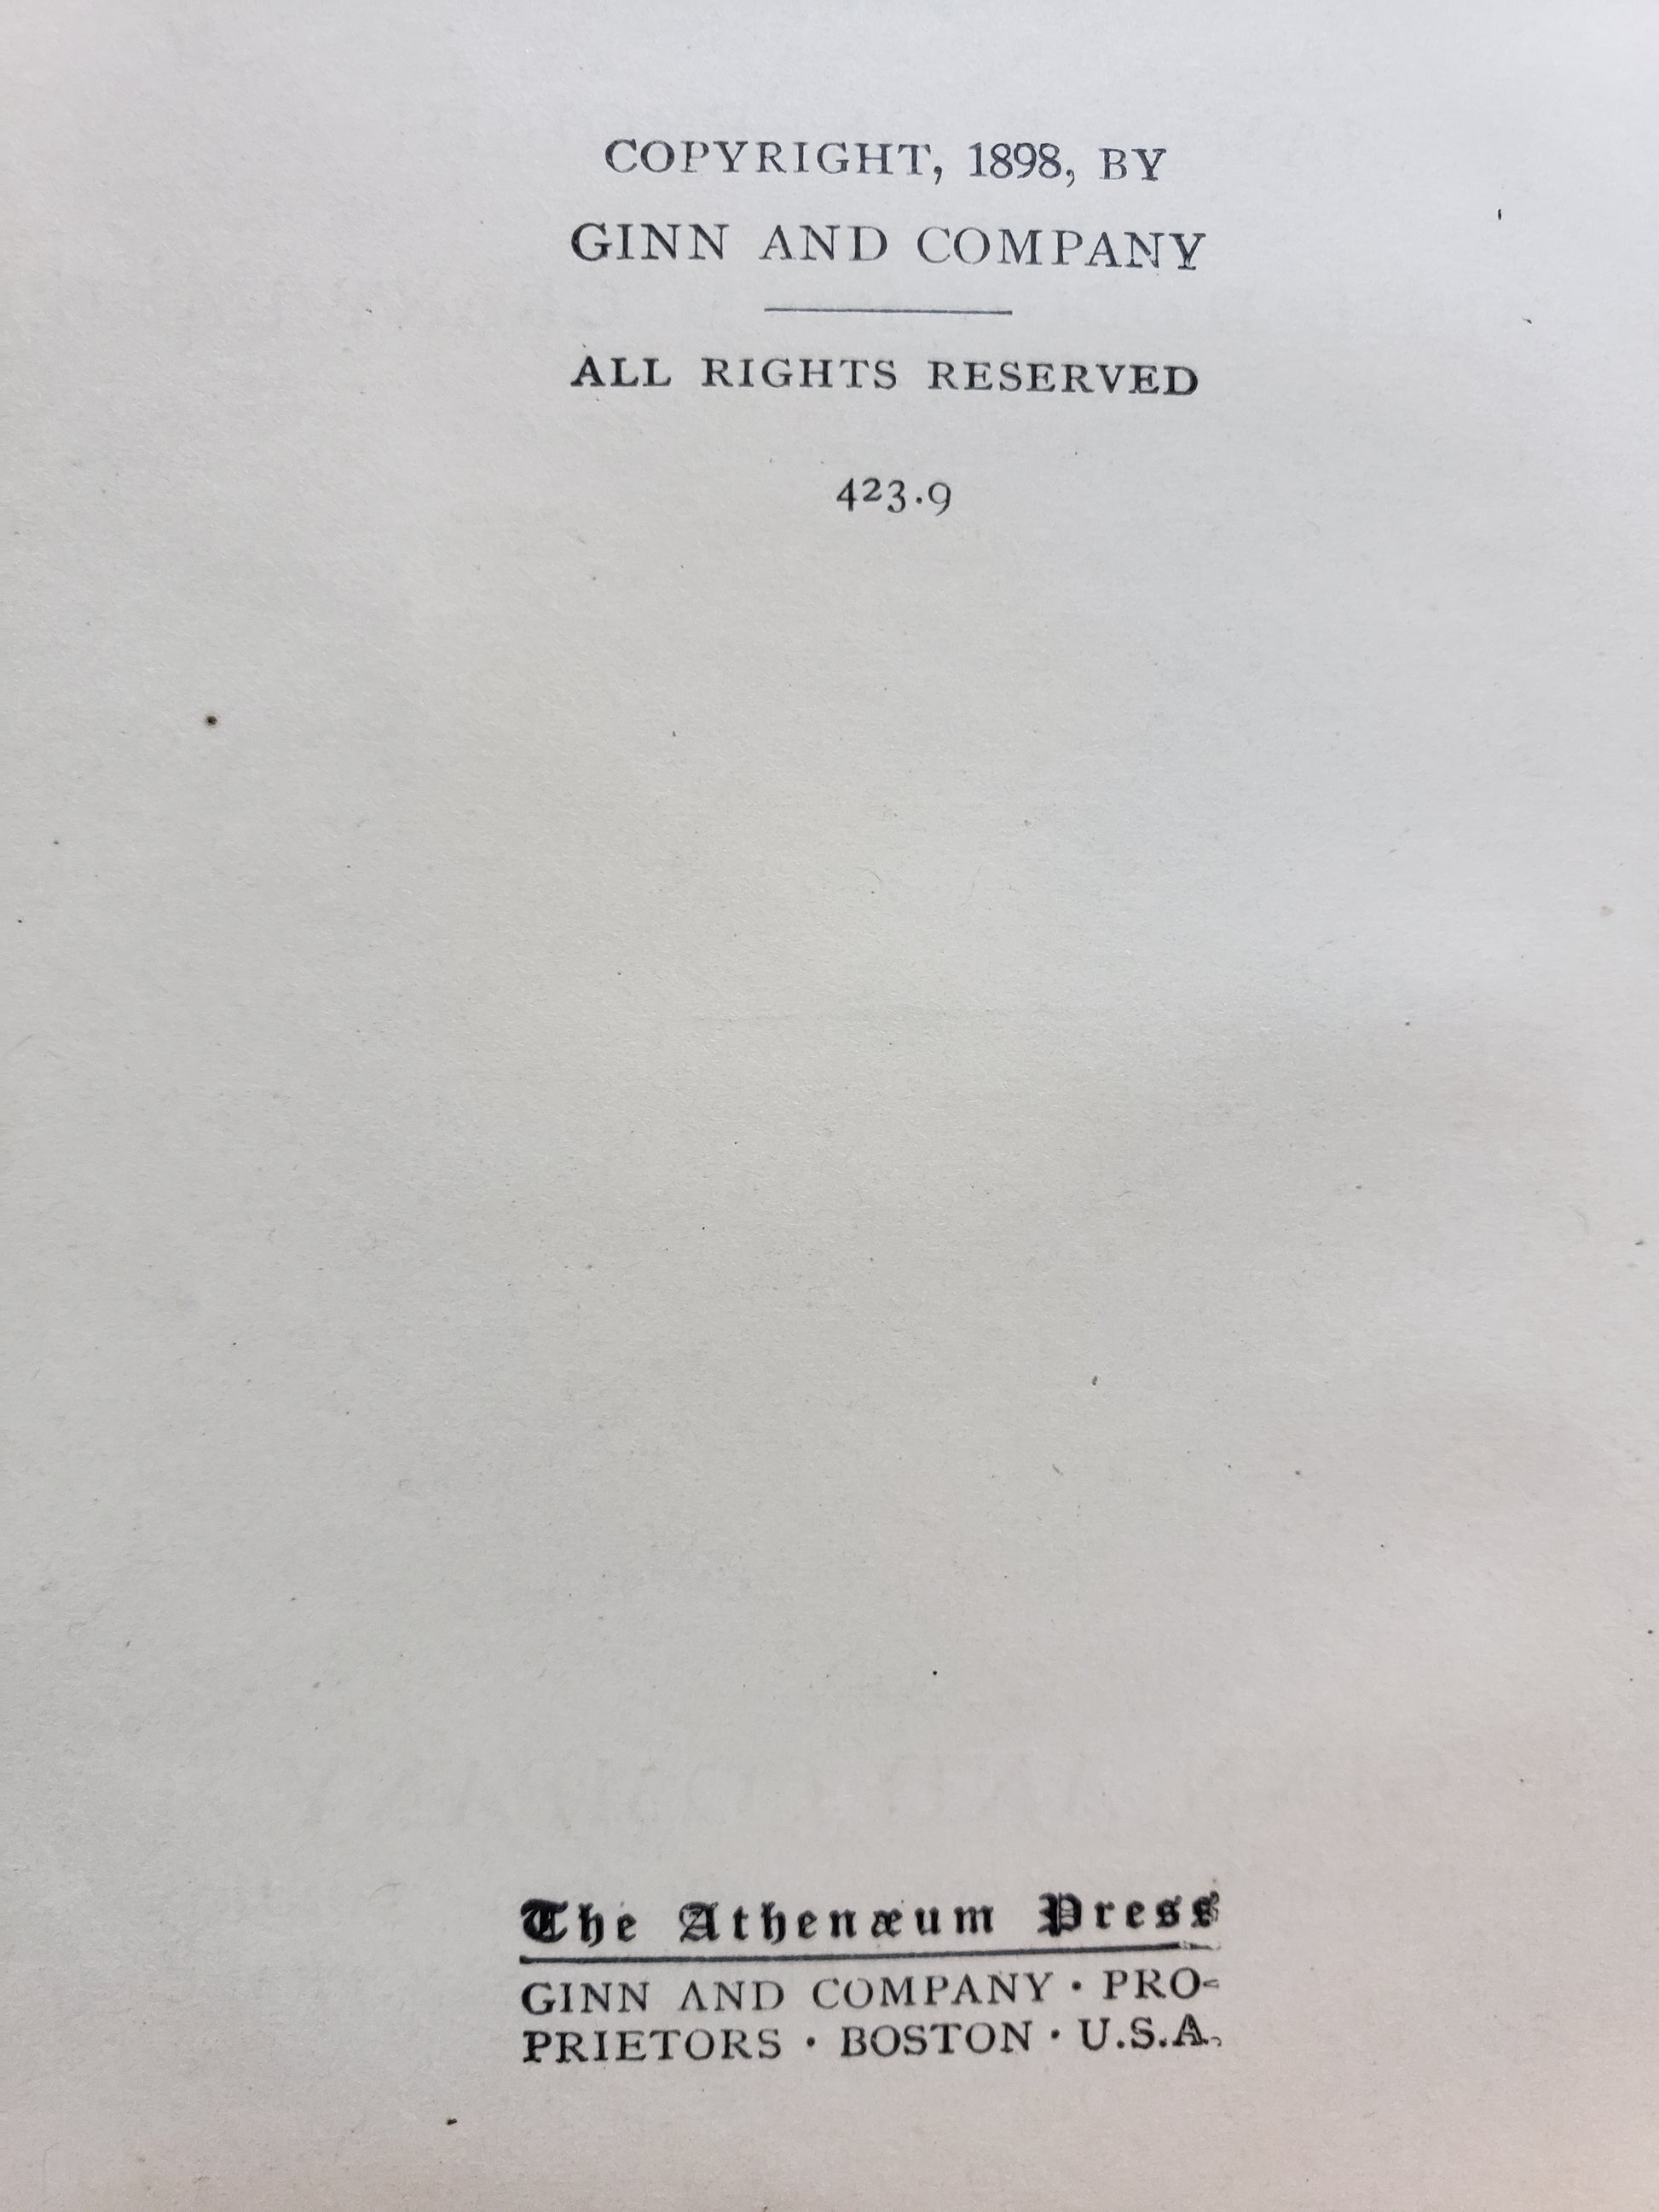 COPYRIGHT, 1898, BY
GINN AND COMPANY
ALL RIGHTS RESERVED
423.9
The Athenæum Press
GINN AND COMPANY · PRO-
PRIETORS · BOSTON · U.S.A.